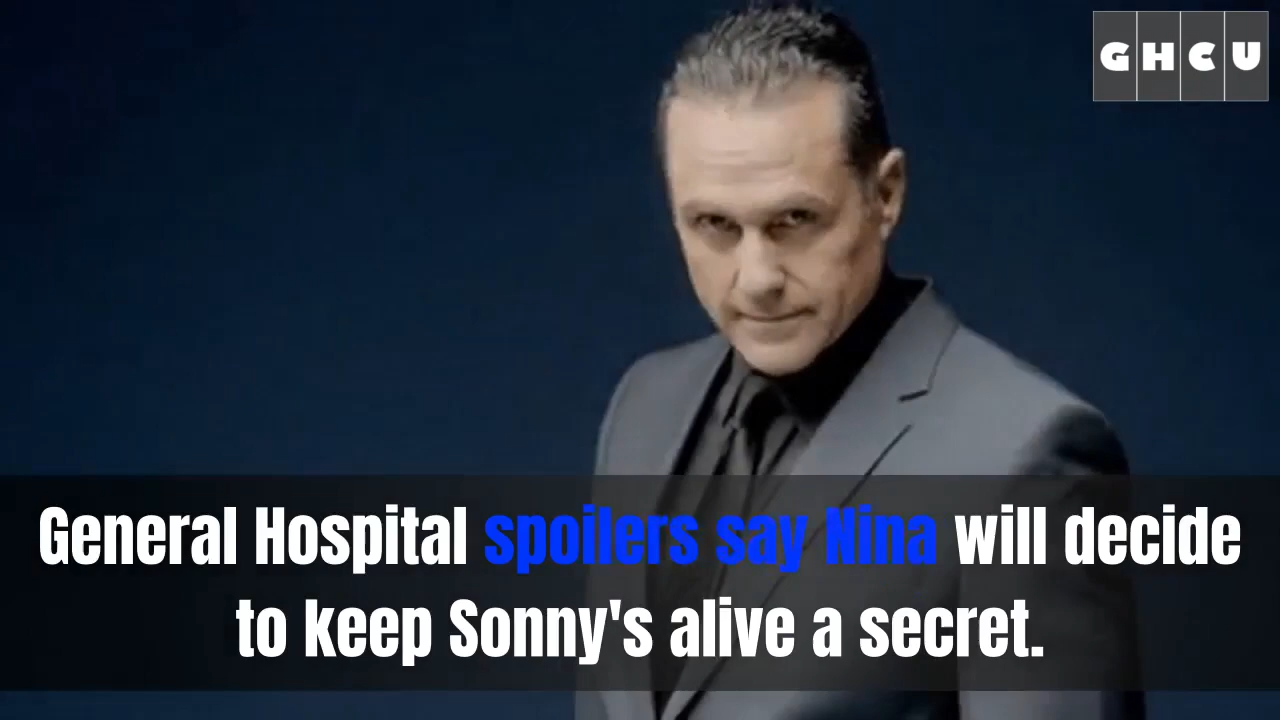 GHCU
General Hospital spoilers say Nina will decide
to keep Sonny's alive a secret.